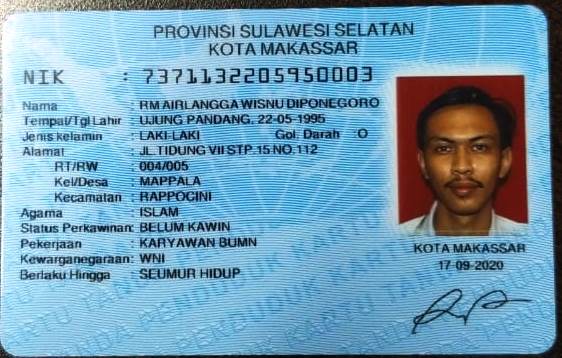 PROVINSI SULAWESI SELATAN
KOTA MAKASSAR
NIK : 7371132205950003
Nama : RM AIRLANGGA WISNU DIPONEGORO
Tempat/Tgl Lahir : UJUNG PANDANG, 22-05-1995
Jenis kelamin : LAKI-LAKI Gol. Darah :O
Alamat : JL.TIDUNG VII STP.15 NO.112
RT/RW : 004/005
Kel/Desa : MAPPALA
Kecamatan : RAPPOCINI
Agama : ISLAM
Status Perkawinan: BELUM KAWIN
Pekerjaan : KARYAWAN BUMN
Kewarganegaraan: WNI
Berlaku Hingga : SEUMUR HIDUP
KOTA MAKASSAR
17-09-2020